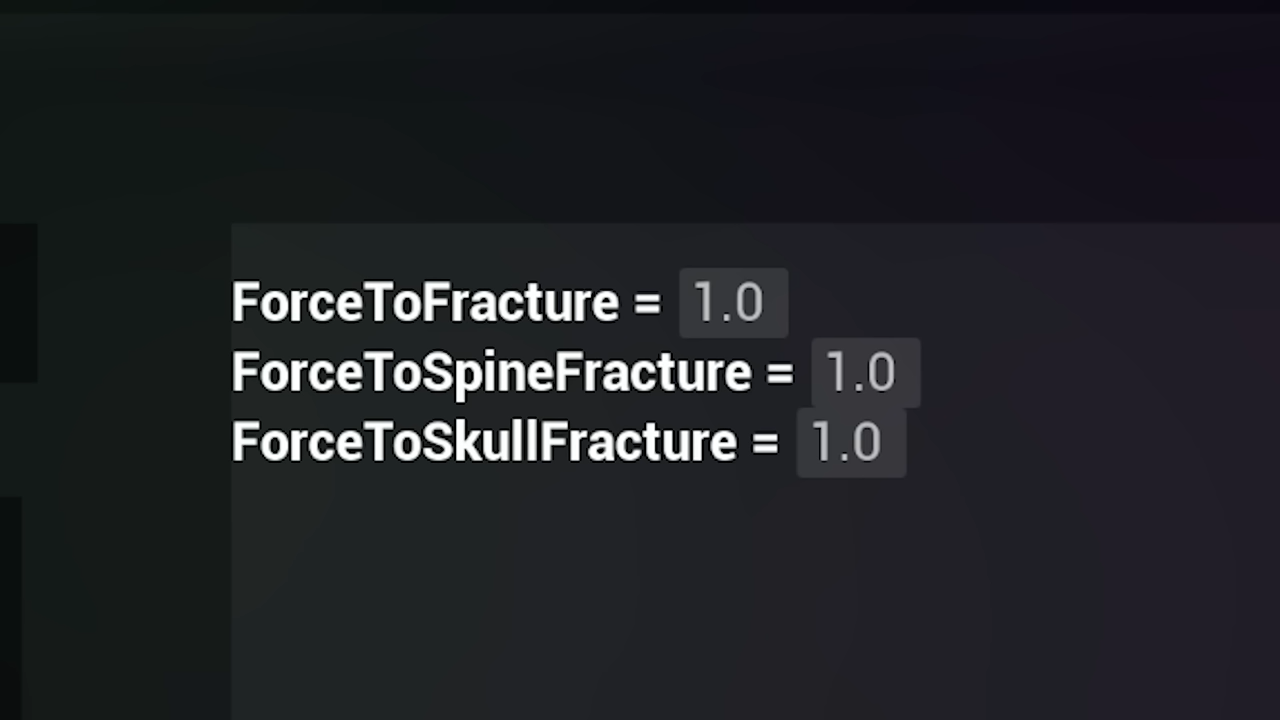 ForceToFracture = 1.0
ForceToSpineFracture = 1.0
ForceToSkullFracture = 1.0